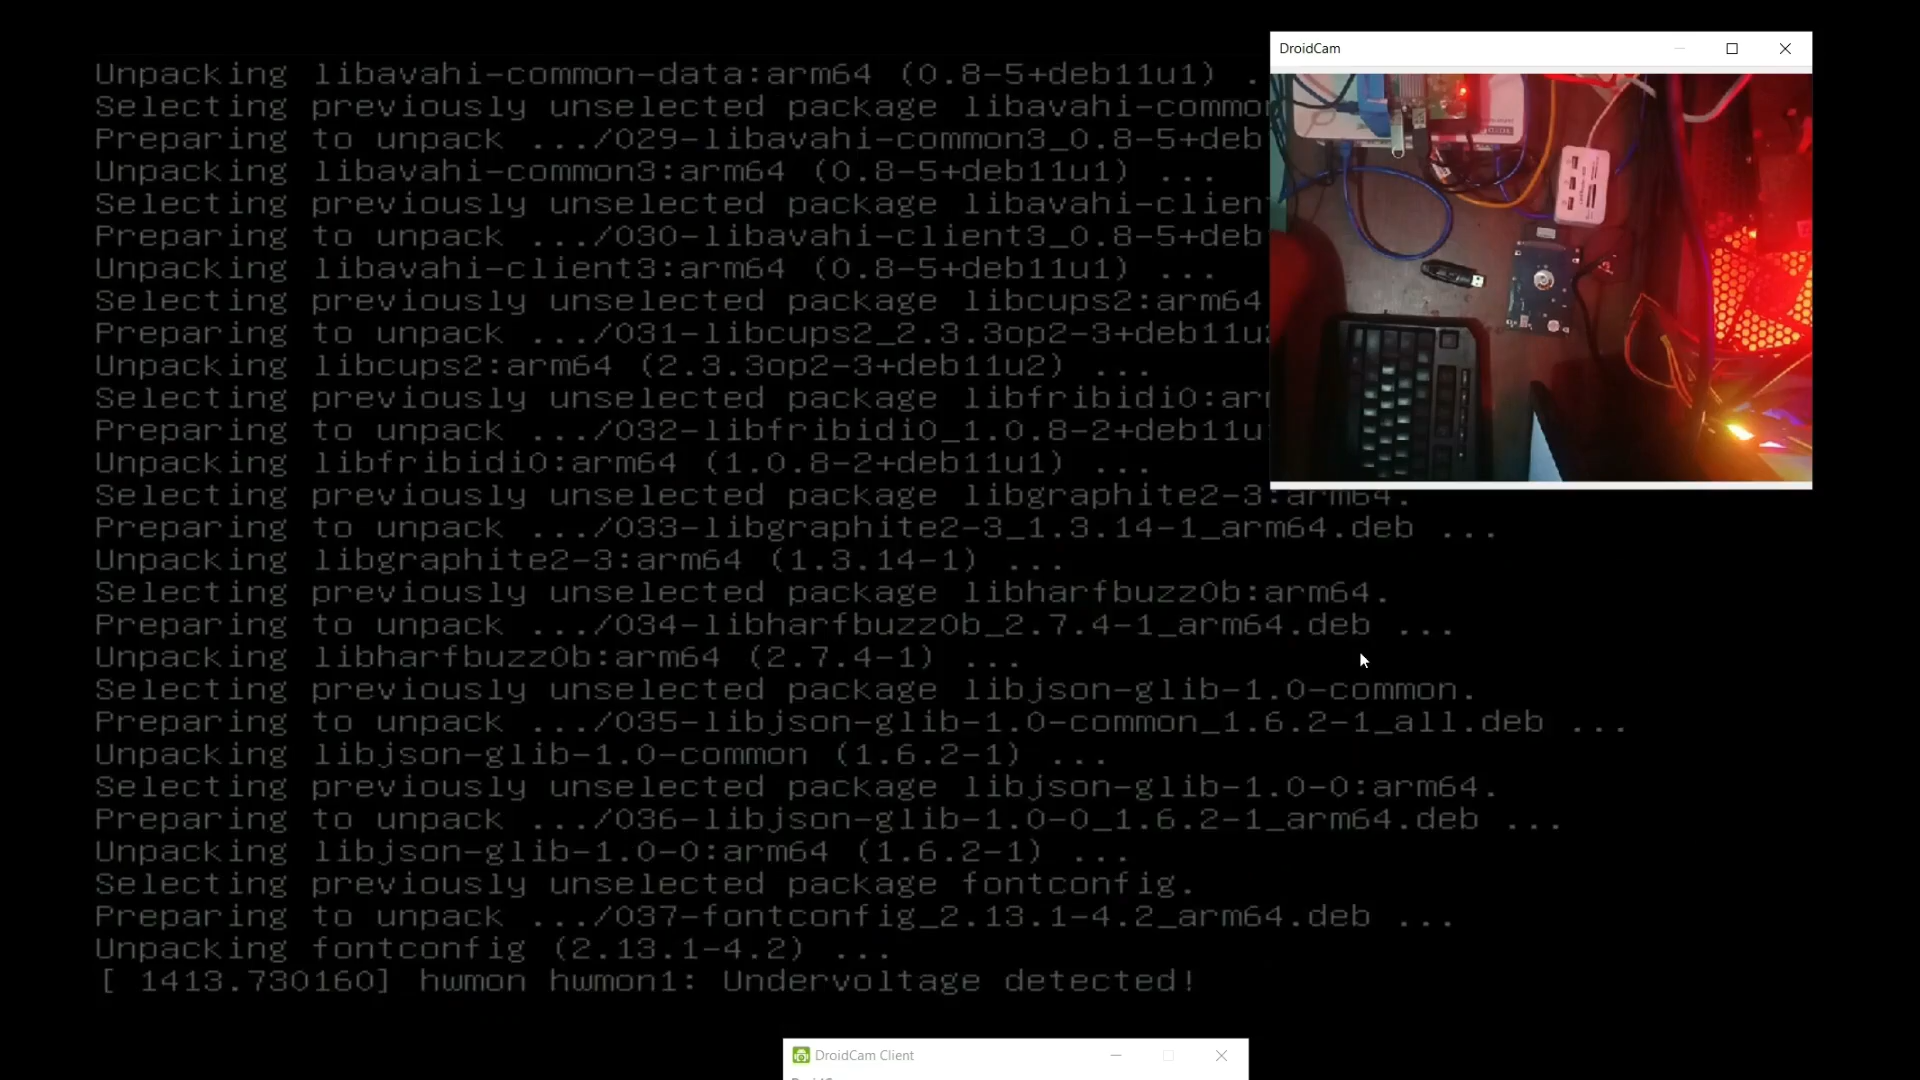 Unpacking libavahi-common-data:arm64 (0.8-5+deb11u1) .
Selecting previously unselected package libavahi-common
Preparing to unpack .../029-libavahi-common3_0.8-5+deb
Unpacking libavahi-common3:arm64 (0.8-5+deb11u1) ...
Selecting previously unselected package libavahi-client
Preparing to unpack .../030-libavahi-client3_0.8-5+deb
Unpacking libavahi-client3:arm64 (0.8-5+deb11u1) ...
Selecting previously unselected package libcups2:arm64
Preparing to unpack .../031-libcups2_2.3.3op2-3+deb11u2
Unpacking libcups2:arm64 (2.3.3op2-3+deb11u2) ...
Selecting previously unselected package libfribidi0:arm
Preparing to unpack .../032-libfribidi0_1.0.8-2+deb11u
Unpacking libfribidi0:arm64 (1.0.8-2+deb11u1) ...
Selecting previously unselected package libgraphite2-3:arm64.
Preparing to unpack .../033-libgraphite2-3_1.3.14-1_arm64.deb ...
Unpacking libgraphite2-3:arm64 (1.3.14-1) ...
Selecting previously unselected package libharfbuzz0b:arm64.
Preparing to unpack .../034-libharfbuzz0b_2.7.4-1_arm64.deb ...
Unpacking libharfbuzz0b:arm64 (2.7.4-1) ...
Selecting previously unselected package libjson-glib-1.0-common.
Preparing to unpack .../035-libjson-glib-1.0-common_1.6.2-1_all.deb ...
Unpacking libjson-glib-1.0-common (1.6.2-1) ...
Selecting previously unselected package libjson-glib-1.0-0:arm64.
Preparing to unpack .../036-libjson-glib-1.0-0_1.6.2-1_arm64.deb ...
Unpacking libjson-glib-1.0-0:arm64 (1.6.2-1) ...
Selecting previously unselected package fontconfig.
Preparing to unpack .../037-fontconfig_2.13.1-4.2_arm64.deb ...
Unpacking fontconfig (2.13.1-4.2) ...
[ 1413.730160] hwmon hwmon1: Undervoltage detected!
DroidCam
DroidCam Client